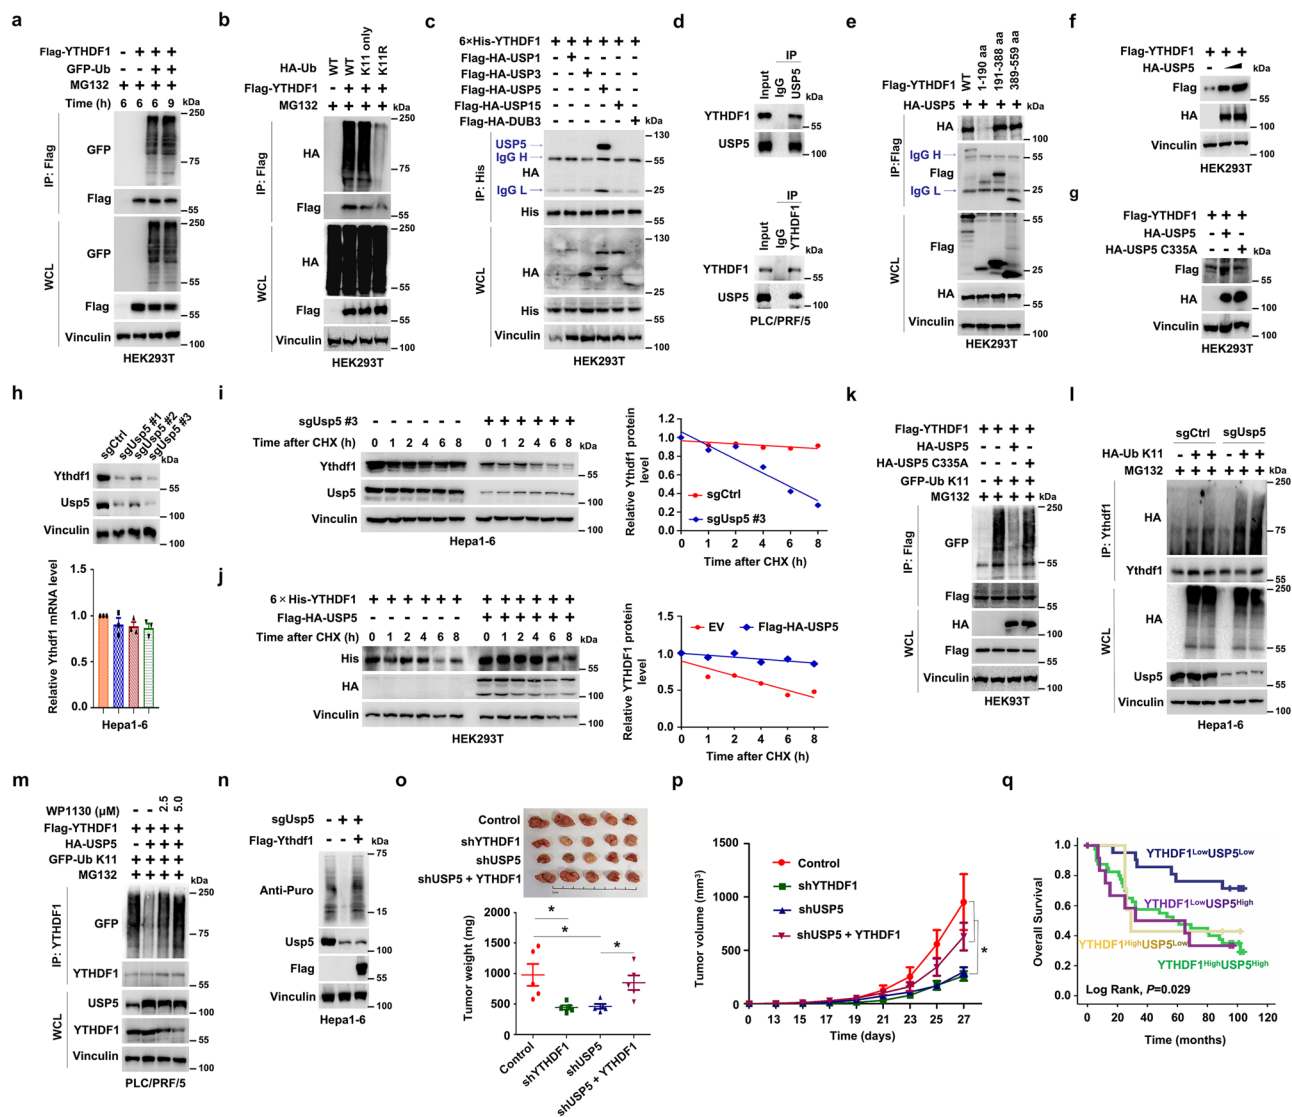 a
Flag-YTHDF1 - + + +
GFP-Ub - - + +
MG132 + + + +
Time (h) 6 6 6 9 kDa
IP: Flag
GFP
250
75
Flag
55
WCL
GFP
250
75
Flag
55
Vinculin
100
HEK293T
b
HA-Ub WT WT K11 only K11R
Flag-YTHDF1 - + + +
MG132 + + + + kDa
IP: Flag
HA
250
75
Flag
55
WCL
HA
250
75
Flag
55
Vinculin
100
HEK293T
c
6×His-YTHDF1 + + + + + +
Flag-HA-USP1 +
Flag-HA-USP3 +
Flag-HA-USP5 +
Flag-HA-USP15 +
Flag-HA-DUB3 + kDa
IP: His
USP5
IgG H
HA
IgG L
130
55
25
His
55
WCL
HA
130
55
25
His
55
Vinculin
100
HEK293T
d
IP
Input IgG USP5
kDa
YTHDF1
55
USP5
100
IP
Input IgG YTHDF1
kDa
YTHDF1
55
USP5
100
PLC/PRF/5
e
Flag-YTHDF1 WT 1-190 aa 191-388 aa 389-559 aa
HA-USP5 + + + + kDa
IP:Flag
HA
100
IgG H
Flag
IgG L
55
25
WCL
Flag
55
25
HA
100
Vinculin
100
HEK293T
f
Flag-YTHDF1 + + +
HA-USP5 - kDa
Flag
55
HA
100
Vinculin
100
HEK293T
g
Flag-YTHDF1 + + +
HA-USP5 +
HA-USP5 C335A + kDa
Flag
55
HA
100
Vinculin
100
HEK293T
h
sgCtrl sgUsp5 #1 sgUsp5 #2 sgUsp5 #3
kDa
Ythdf1
55
Usp5
100
Vinculin
100
Relative Ythdf1 mRNA level
1.5
1.0
0.5
0.0
Hepa1-6
i
sgUsp5 #3 + + + + + +
Time after CHX (h) 0 1 2 4 6 8 0 1 2 4 6 8 kDa
Ythdf1
55
Usp5
100
Vinculin
100
Hepa1-6
Relative Ythdf1 protein level
1.2
1.0
0.8
0.6
0.4
0.2
0.0
sgCtrl
sgUsp5 #3
0 1 2 4 6 8
Time after CHX (h)
j
6 × His-YTHDF1 + + + + + + + + + + + +
Flag-HA-USP5 + + + + + +
Time after CHX (h) 0 1 2 4 6 8 0 1 2 4 6 8 kDa
His
55
HA
100
Vinculin
100
HEK293T
Relative YTHDF1 protein level
1.5
1.0
0.5
0.0
EV Flag-HA-USP5
0 1 2 4 6 8
Time after CHX (h)
k
Flag-YTHDF1 + + + +
HA-USP5 +
HA-USP5 C335A +
GFP-Ub K11 - + + +
MG132 + + + + kDa
IP: Flag
GFP
250
55
Flag
55
WCL
HA
100
Flag
55
Vinculin
100
HEK93T
l
sgCtrl sgUsp5
HA-Ub K11 - + + - + +
MG132 + + + + + + kDa
IP: Ythdf1
HA
250
75
Ythdf1
55
WCL
HA
250
55
Usp5
100
Vinculin
100
Hepa1-6
m
WP1130 (μM) - - 2.5 5.0
Flag-YTHDF1 + + + +
HA-USP5 - + + +
GFP-Ub K11 + + + +
MG132 + + + + kDa
IP: YTHDF1
GFP
250
75
YTHDF1
55
WCL
USP5
100
YTHDF1
55
Vinculin
100
PLC/PRF/5
n
sgUsp5 - + +
Flag-Ythdf1 - - + kDa
Anti-Puro
75
15
Usp5
100
Flag
55
Vinculin
100
Hepa1-6
o
Control
shYTHDF1
shUSP5
shUSP5 + YTHDF1
Tumor weight (mg)
2000
1500
1000
500
0
*
*
*
Control
shYTHDF1
shUSP5
shUSP5 + YTHDF1
p
Tumor volume (mm³)
1500
1000
500
0
Control
shYTHDF1
shUSP5
shUSP5 + YTHDF1
*
0 13 15 17 19 21 23 25 27
Time (days)
q
Overall Survival
1.0
0.8
0.6
0.4
0.2
0.0
YTHDF1LowUSP5Low
YTHDF1LowUSP5High
YTHDF1HighUSP5Low
YTHDF1HighUSP5High
Log Rank, P=0.029
0 20 40 60 80 100 120
Time (months)